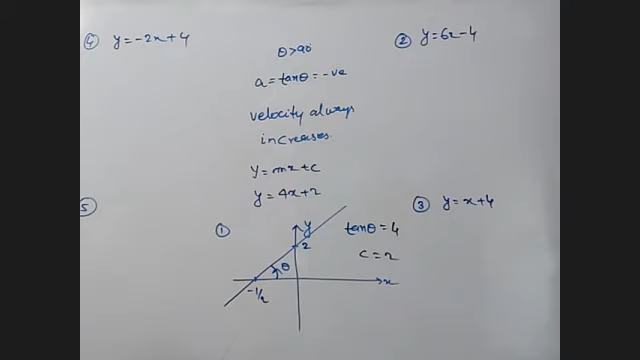 ④ y = -2x + 4
θ > 90°
② y = 6x - 4
a = tanθ = -ve
velocity always
increases.
y = mx + c
y = 4x + 2
⑤
③ y = x + 4
①
y
tanθ = 4
2
c = 2
θ
x
-1/2